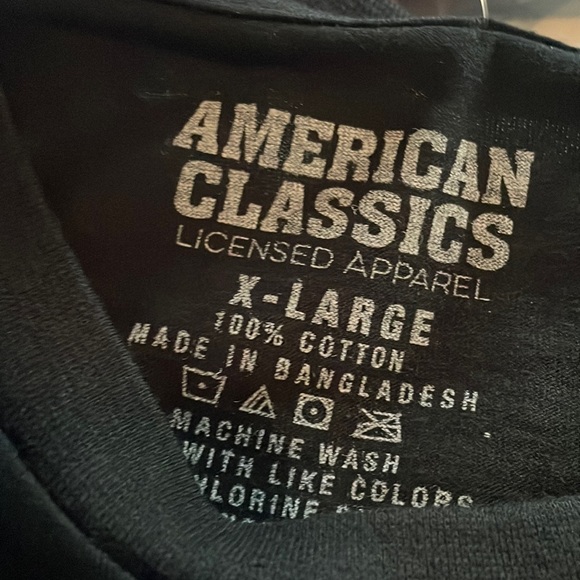 AMERICAN
CLASSICS
LICENSED APPAREL
X-LARGE
100% COTTON
MADE IN BANGLADESH
MACHINE WASH
WITH LIKE COLORS